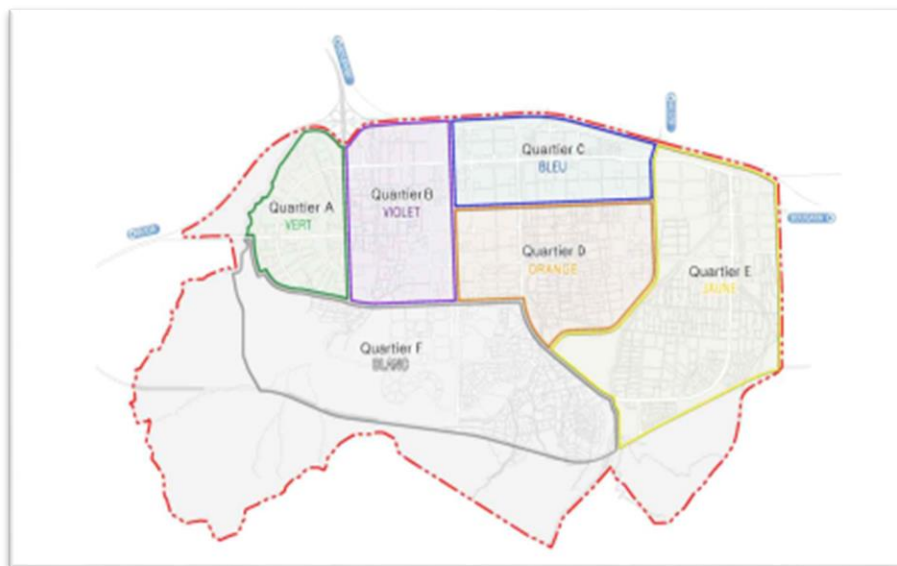 Quartier A
VERT
Quartier B
VIOLET
Quartier C
BLEU
Quartier D
ORANGE
Quartier E
JAUNE
Quartier F